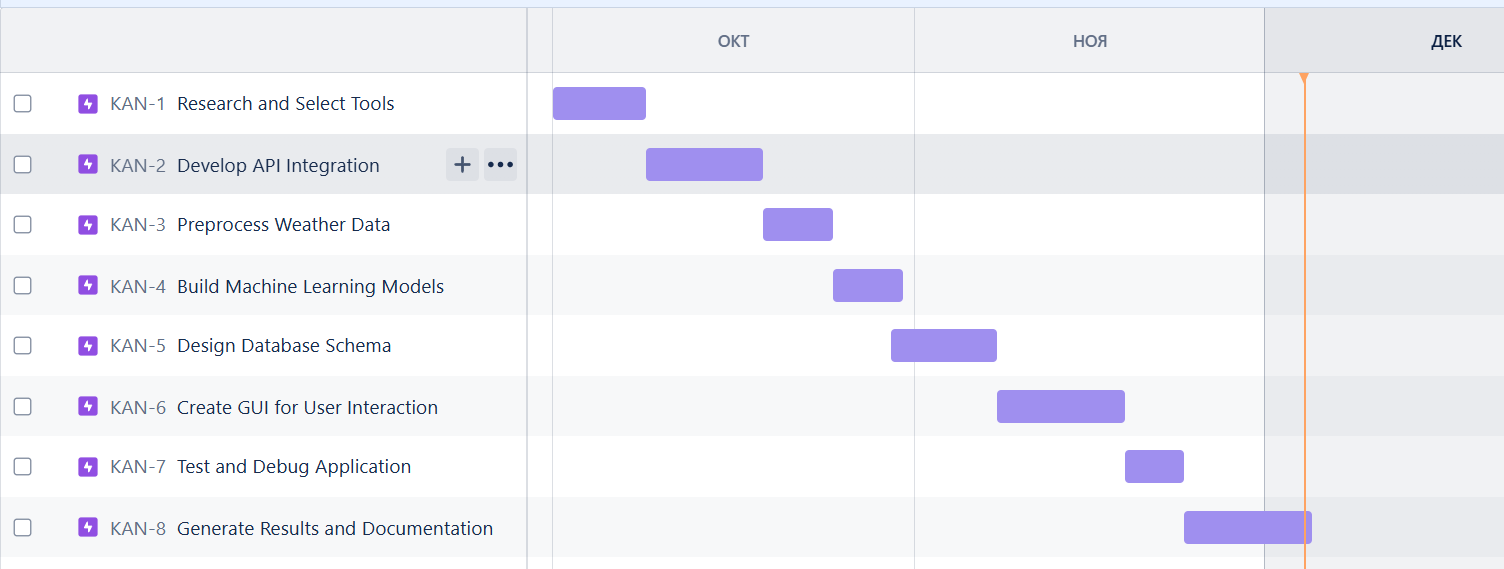 ОКТ НОЯ ДЕК
KAN-1 Research and Select Tools
KAN-2 Develop API Integration
KAN-3 Preprocess Weather Data
KAN-4 Build Machine Learning Models
KAN-5 Design Database Schema
KAN-6 Create GUI for User Interaction
KAN-7 Test and Debug Application
KAN-8 Generate Results and Documentation